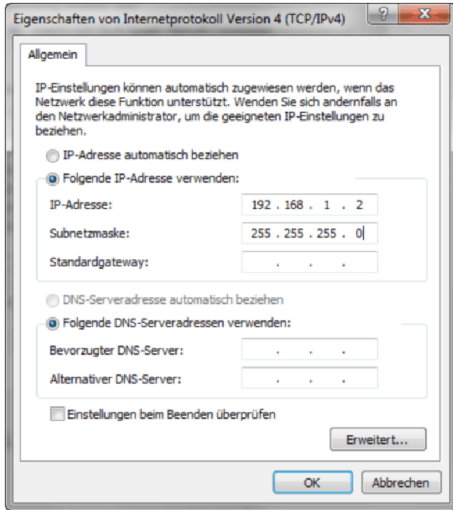 Eigenschaften von Internetprotokoll Version 4 (TCP/IPv4)
Allgemein
IP-Einstellungen können automatisch zugewiesen werden, wenn das
Netzwerk diese Funktion unterstützt. Wenden Sie sich andernfalls an
den Netzwerkadministrator, um die geeigneten IP-Einstellungen zu
beziehen.
IP-Adresse automatisch beziehen
Folgende IP-Adresse verwenden:
IP-Adresse: 192 . 168 . 1 . 2
Subnetzmaske: 255 . 255 . 255 . 0
Standardgateway: . . .
DNS-Serveradresse automatisch beziehen
Folgende DNS-Serveradressen verwenden:
Bevorzugter DNS-Server: . . .
Alternativer DNS-Server: . . .
Einstellungen beim Beenden überprüfen
Erweitert...
OK Abbrechen